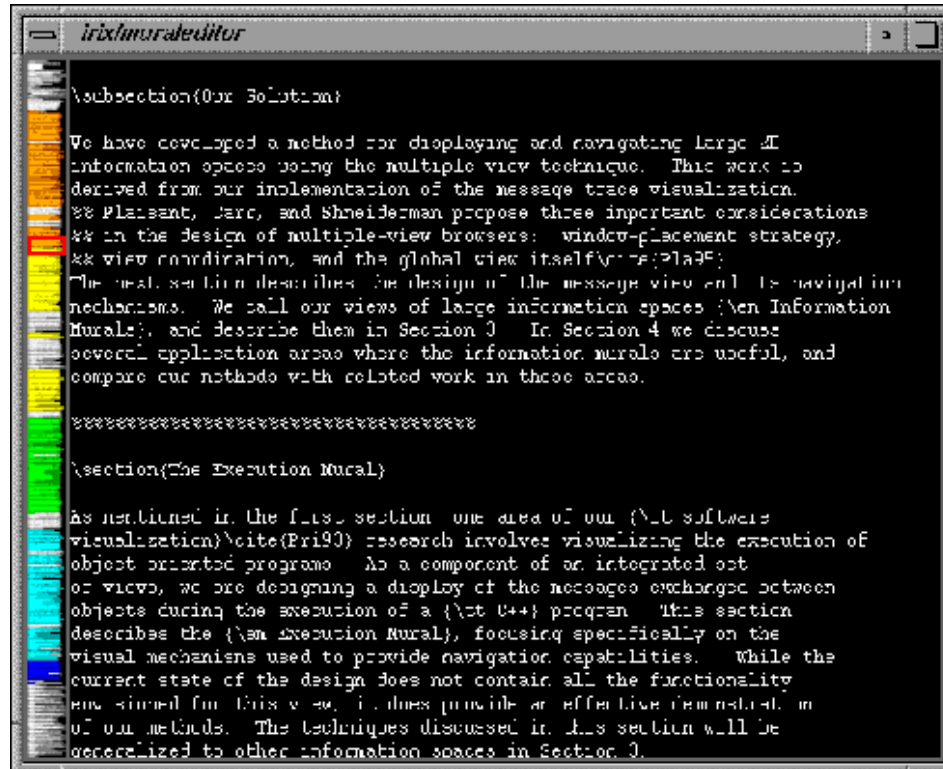 irix/muraleditor
\subsection{Our Solution}
We have developed a method for displaying and navigating large 2D
information spaces using the multiple view technique. This work is
derived from our implementation of the message trace visualization.
%% Plaisant, Carr, and Shneiderman propose three important considerations
%% in the design of multiple-view browsers: window-placement strategy,
%% view coordination, and the global view itself\cite{Pla95}
The next section describes the design of the message view and its navigation
mechanisms. We call our views of large information spaces {\em Information
Murals}, and describe them in Section 3. In Section 4 we discuss
several application areas where the information murals are useful, and
compare our methods with related work in those areas.
%%%%%%%%%%%%%%%%%%%%%%%%%%%%%%%%%%%%%
\section{The Execution Mural}
As mentioned in the first section, one area of our {\it software
visualization}\cite{Pri93} research involves visualizing the execution of
object oriented programs. As a component of an integrated set
of views, we are designing a display of the messages exchanged between
objects during the execution of a {\tt C++} program. This section
describes the {\em Execution Mural}, focusing specifically on the
visual mechanisms used to provide navigation capabilities. While the
current state of the design does not contain all the functionality
envisioned for this view, it does provide an effective demonstration
of our methods. The techniques discussed in this section will be
generalized to other information spaces in Section 3.